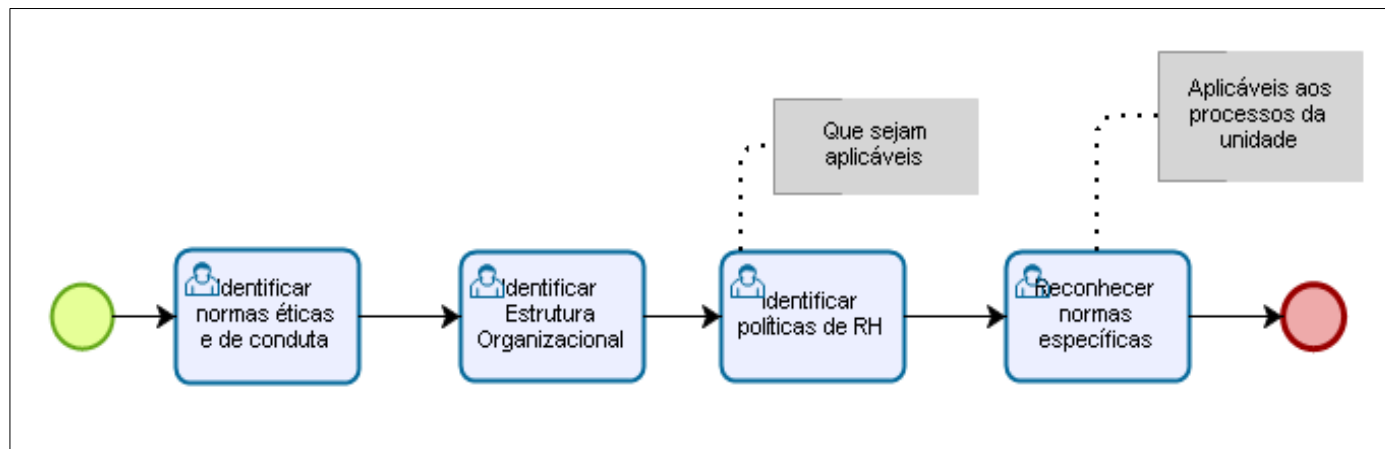 Aplicáveis aos
processos da
unidade
Que sejam
aplicáveis
Identificar
normas éticas
e de conduta
Identificar
Estrutura
Organizacional
Identificar
políticas de RH
Reconhecer
normas
específicas